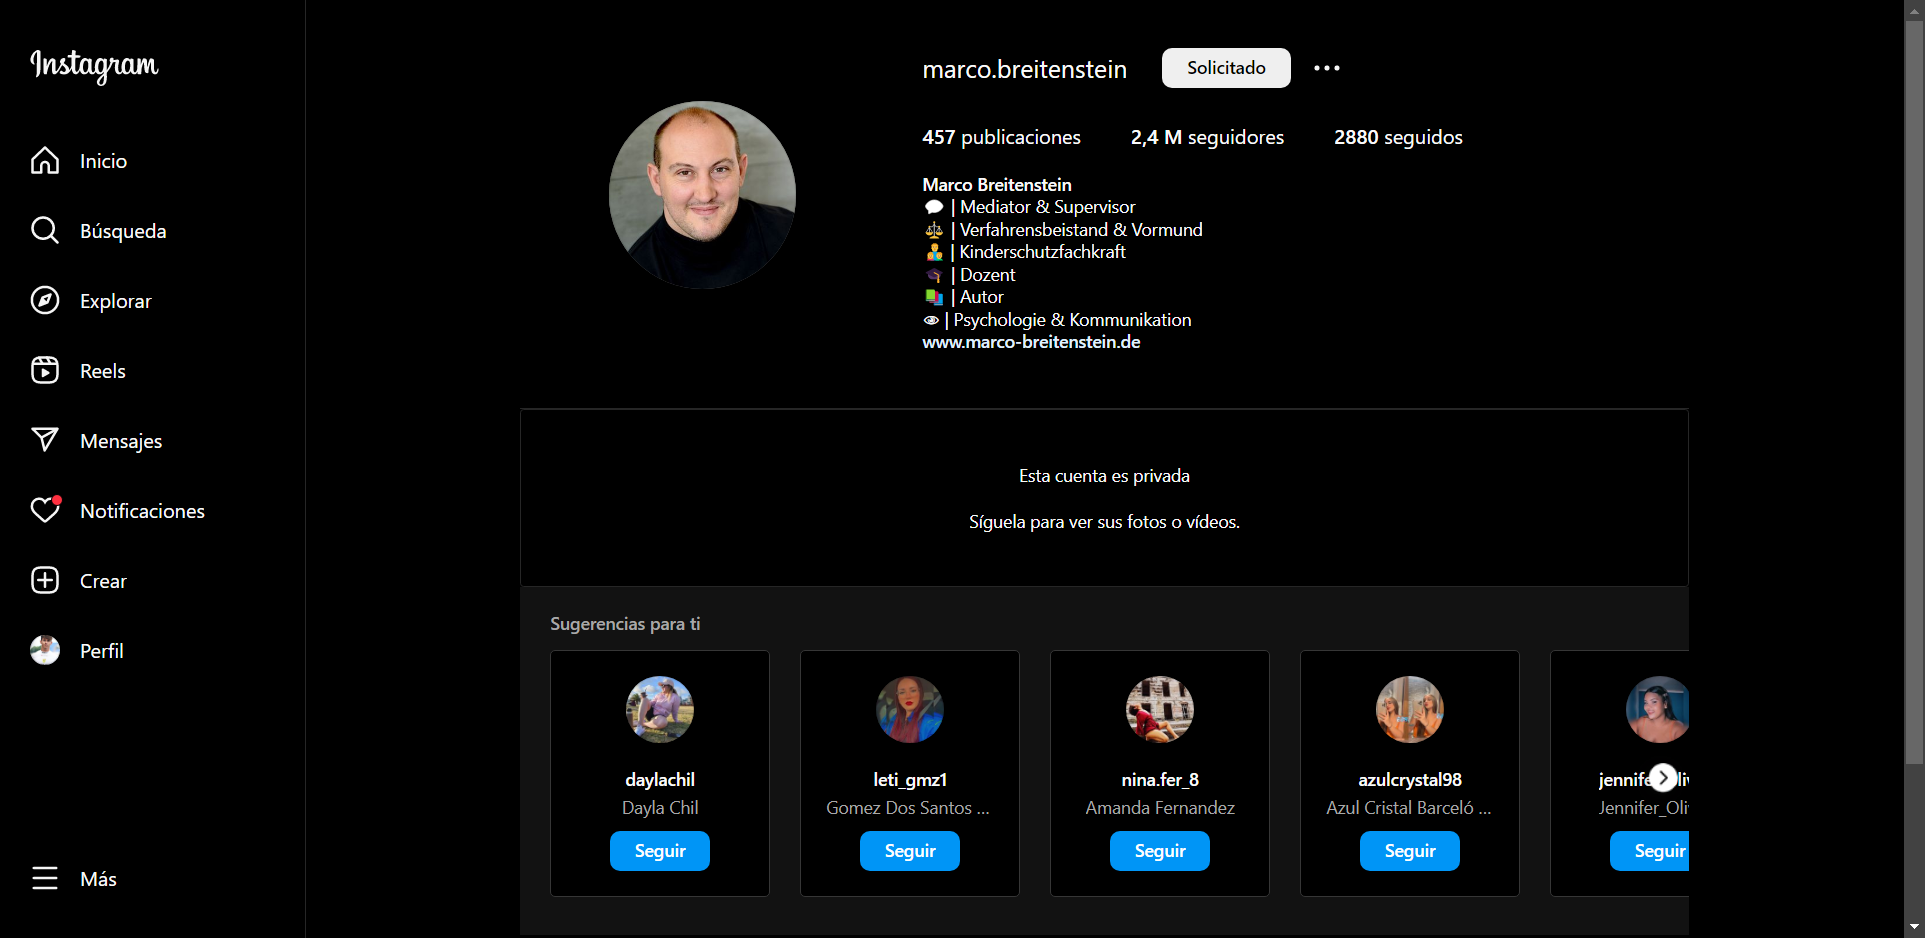 Instagram
Inicio
Búsqueda
Explorar
Reels
Mensajes
Notificaciones
Crear
Perfil
Más
marco.breitenstein
Solicitado
457 publicaciones 2,4 M seguidores 2880 seguidos
Marco Breitenstein
💬 | Mediator & Supervisor
⚖️ | Verfahrensbeistand & Vormund
| Kinderschutzfachkraft
🎓 | Dozent
📚 | Autor
👁 | Psychologie & Kommunikation
www.marco-breitenstein.de
Esta cuenta es privada
Síguela para ver sus fotos o vídeos.
Sugerencias para ti
daylachil
Dayla Chil
Seguir
leti_gmz1
Gomez Dos Santos ...
Seguir
nina.fer_8
Amanda Fernandez
Seguir
azulcrystal98
Azul Cristal Barceló ...
Seguir
Jennifer_Oli
Seguir